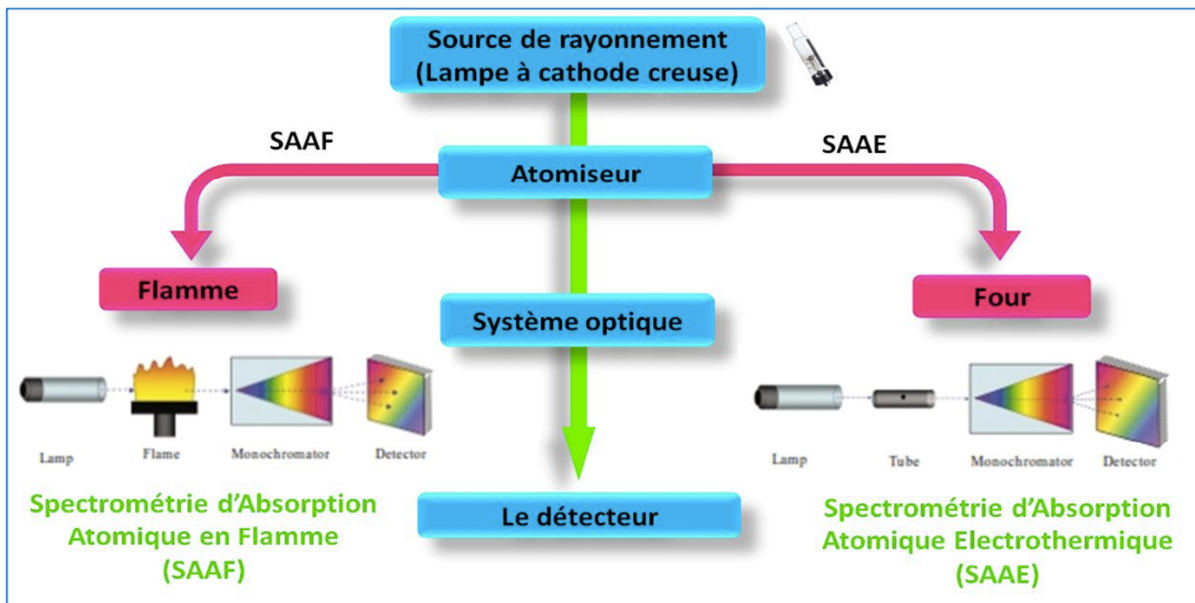 Source de rayonnement
(Lampe à cathode creuse)
SAAF
SAAE
Atomiseur
Flamme
Four
Système optique
Lamp
Flame
Monochromator
Detector
Lamp
Tube
Monochromator
Detector
Spectrométrie d’Absorption
Atomique en Flamme
(SAAF)
Le détecteur
Spectrométrie d’Absorption
Atomique Electrothermique
(SAAE)